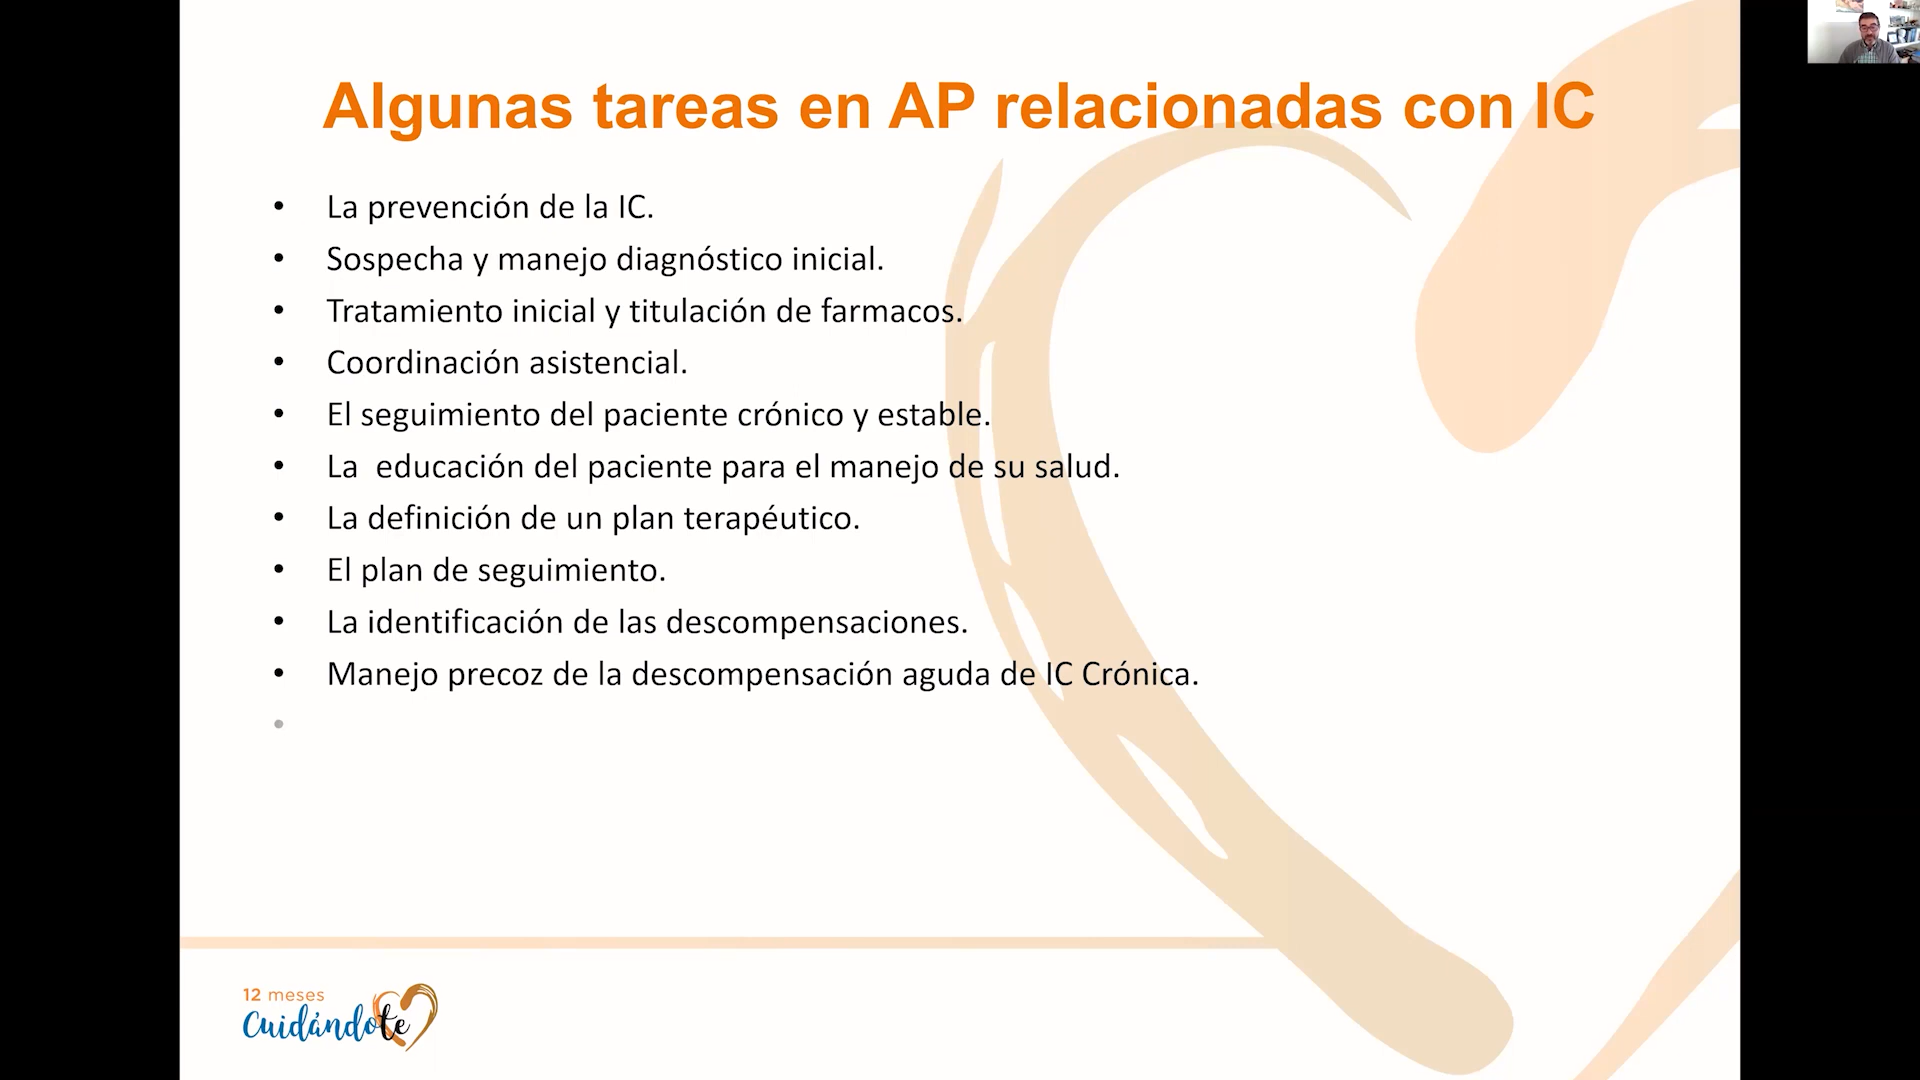 Algunas tareas en AP relacionadas con IC
• La prevención de la IC.
• Sospecha y manejo diagnóstico inicial.
• Tratamiento inicial y titulación de farmacos.
• Coordinación asistencial.
• El seguimiento del paciente crónico y estable.
• La  educación del paciente para el manejo de su salud.
• La definición de un plan terapéutico.
• El plan de seguimiento.
• La identificación de las descompensaciones.
• Manejo precoz de la descompensación aguda de IC Crónica.
•
12 meses
Cuidándote